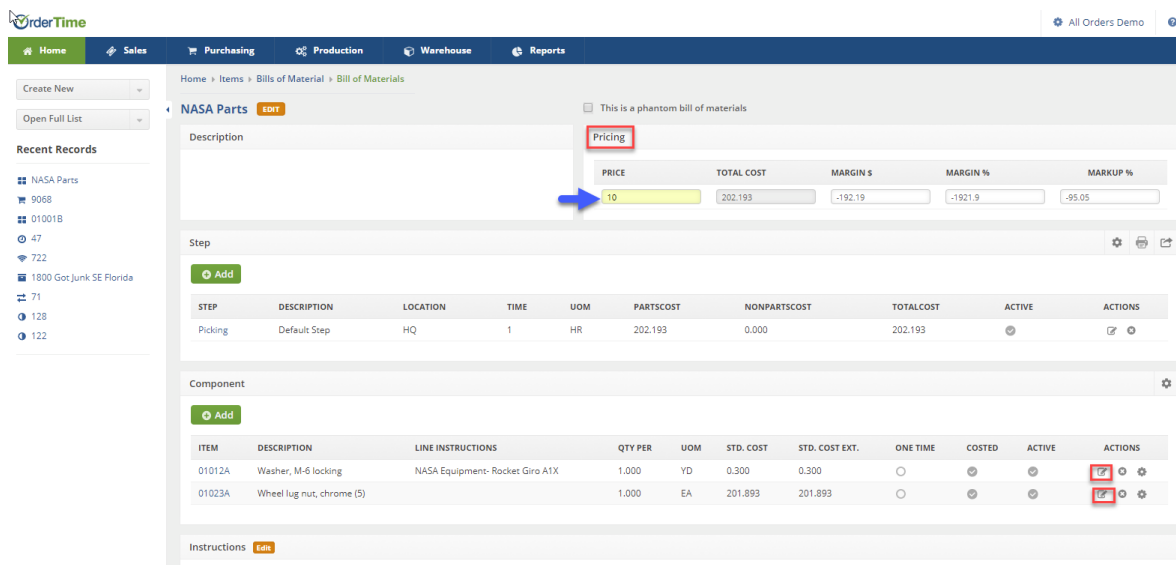 OrderTime
All Orders Demo
Home Sales Purchasing Production Warehouse Reports
Home Items Bills of Material Bill of Materials
Create New
Open Full List
Recent Records
NASA Parts
9068
01001B
47
722
1800 Got Junk SE Florida
71
128
122
NASA Parts EDIT
This is a phantom bill of materials
Description
Pricing
PRICE TOTAL COST MARGIN $ MARGIN % MARKUP %
10 202.193 -192.19 -1921.9 -95.05
Step
Add
STEP DESCRIPTION LOCATION TIME UOM PARTSCOST NONPARTSCOST TOTALCOST ACTIVE ACTIONS
Picking Default Step HQ 1 HR 202.193 0.000 202.193
Component
Add
ITEM DESCRIPTION LINE INSTRUCTIONS QTY PER UOM STD. COST STD. COST EXT. ONE TIME COSTED ACTIVE ACTIONS
01012A Washer, M-6 locking NASA Equipment- Rocket Giro A1X 1.000 YD 0.300 0.300
01023A Wheel lug nut, chrome (5) 1.000 EA 201.893 201.893
Instructions Edit